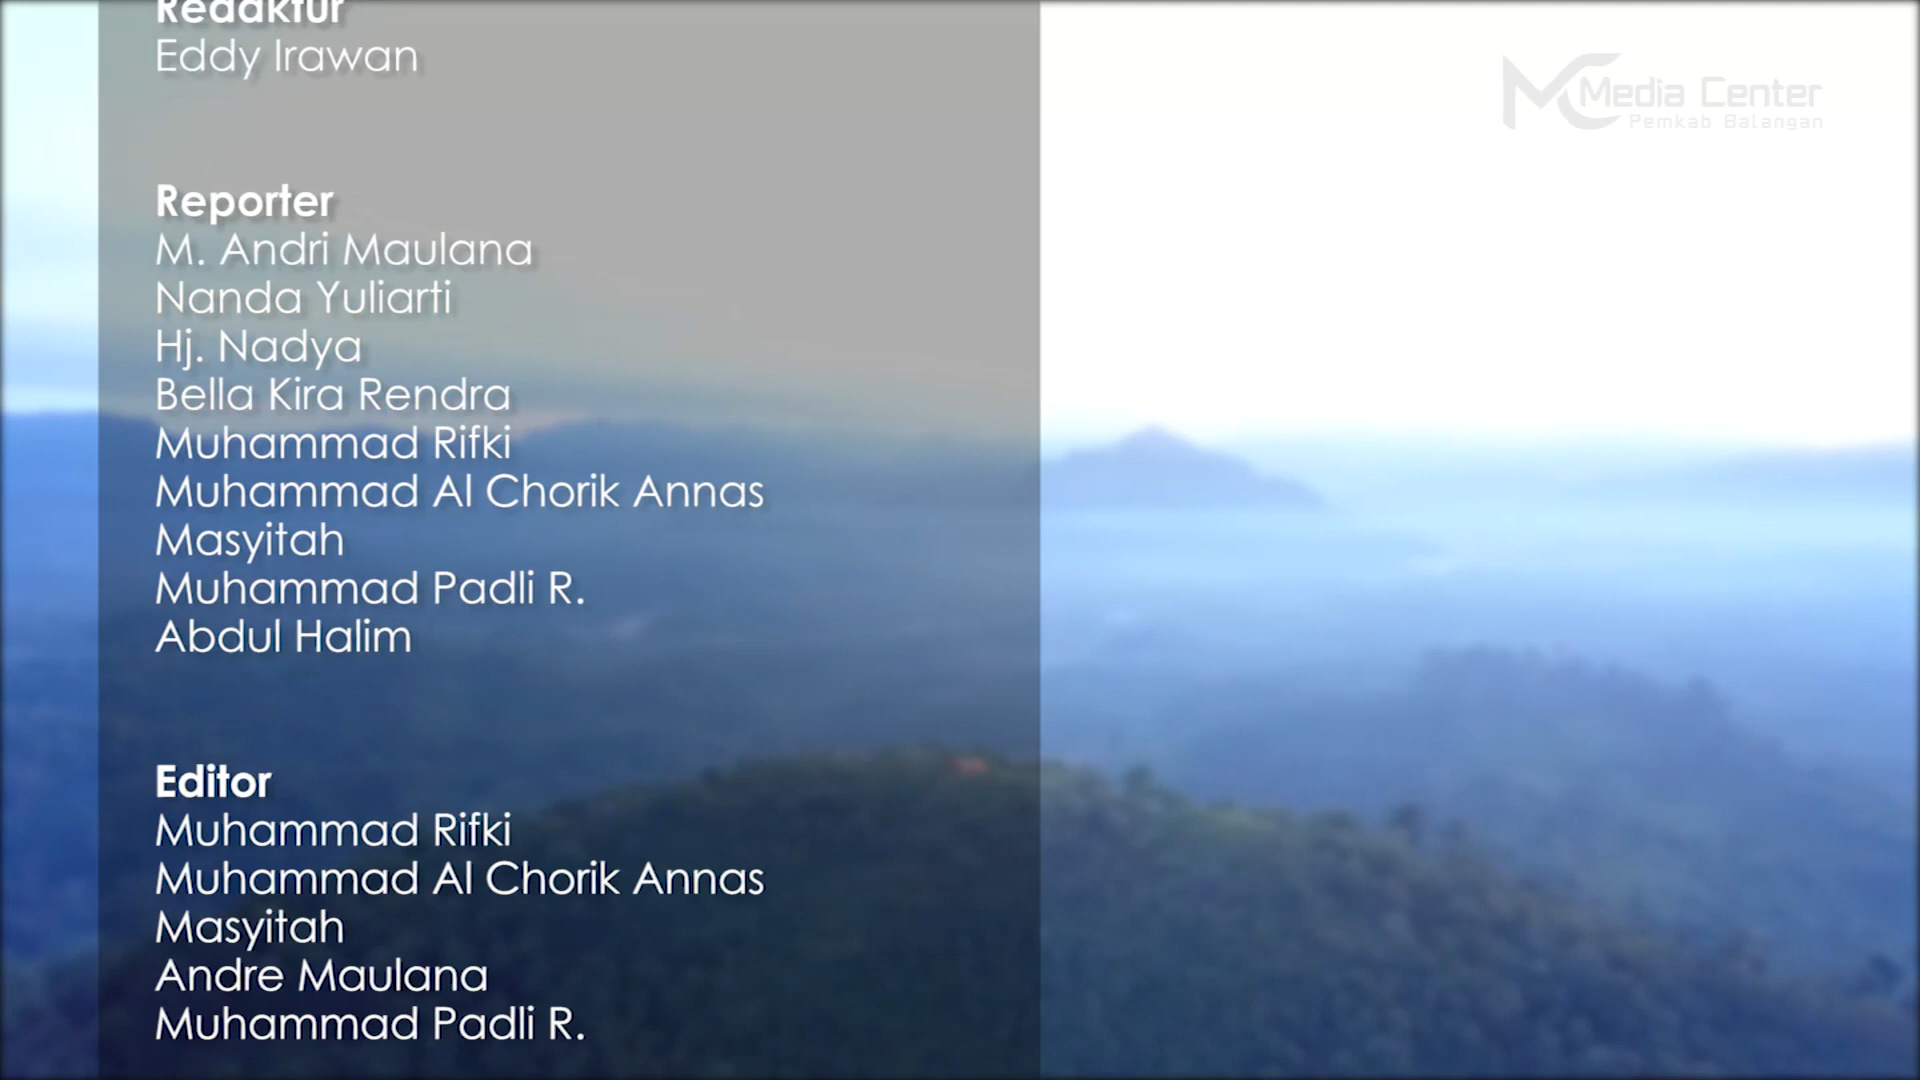 Redaktur
Eddy Irawan
Media Center
Pemkab Balangan
Reporter
M. Andri Maulana
Nanda Yuliarti
Hj. Nadya
Bella Kira Rendra
Muhammad Rifki
Muhammad Al Chorik Annas
Masyitah
Muhammad Padli R.
Abdul Halim
Editor
Muhammad Rifki
Muhammad Al Chorik Annas
Masyitah
Andre Maulana
Muhammad Padli R.